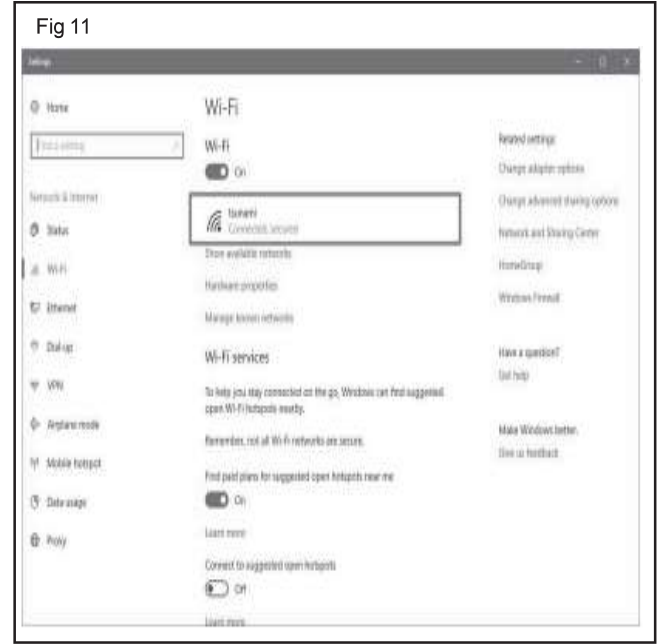 Fig 11
Settings
Home
Find a setting
Network & Internet
Status
Wi-Fi
Ethernet
Dial-up
VPN
Airplane mode
Mobile hotspot
Data usage
Proxy
Wi-Fi
Wi-Fi
On
tsunami
Connected, secured
Show available networks
Hardware properties
Manage known networks
Wi-Fi services
To help you stay connected on the go, Windows can find suggested
open Wi-Fi hotspots nearby.
Remember, not all Wi-Fi networks are secure.
Find paid plans for suggested open hotspots near me
On
Learn more
Connect to suggested open hotspots
Off
Learn more
Related settings
Change adapter options
Change advanced sharing options
Network and Sharing Center
HomeGroup
Windows Firewall
Have a question?
Get help
Make Windows better.
Give us feedback